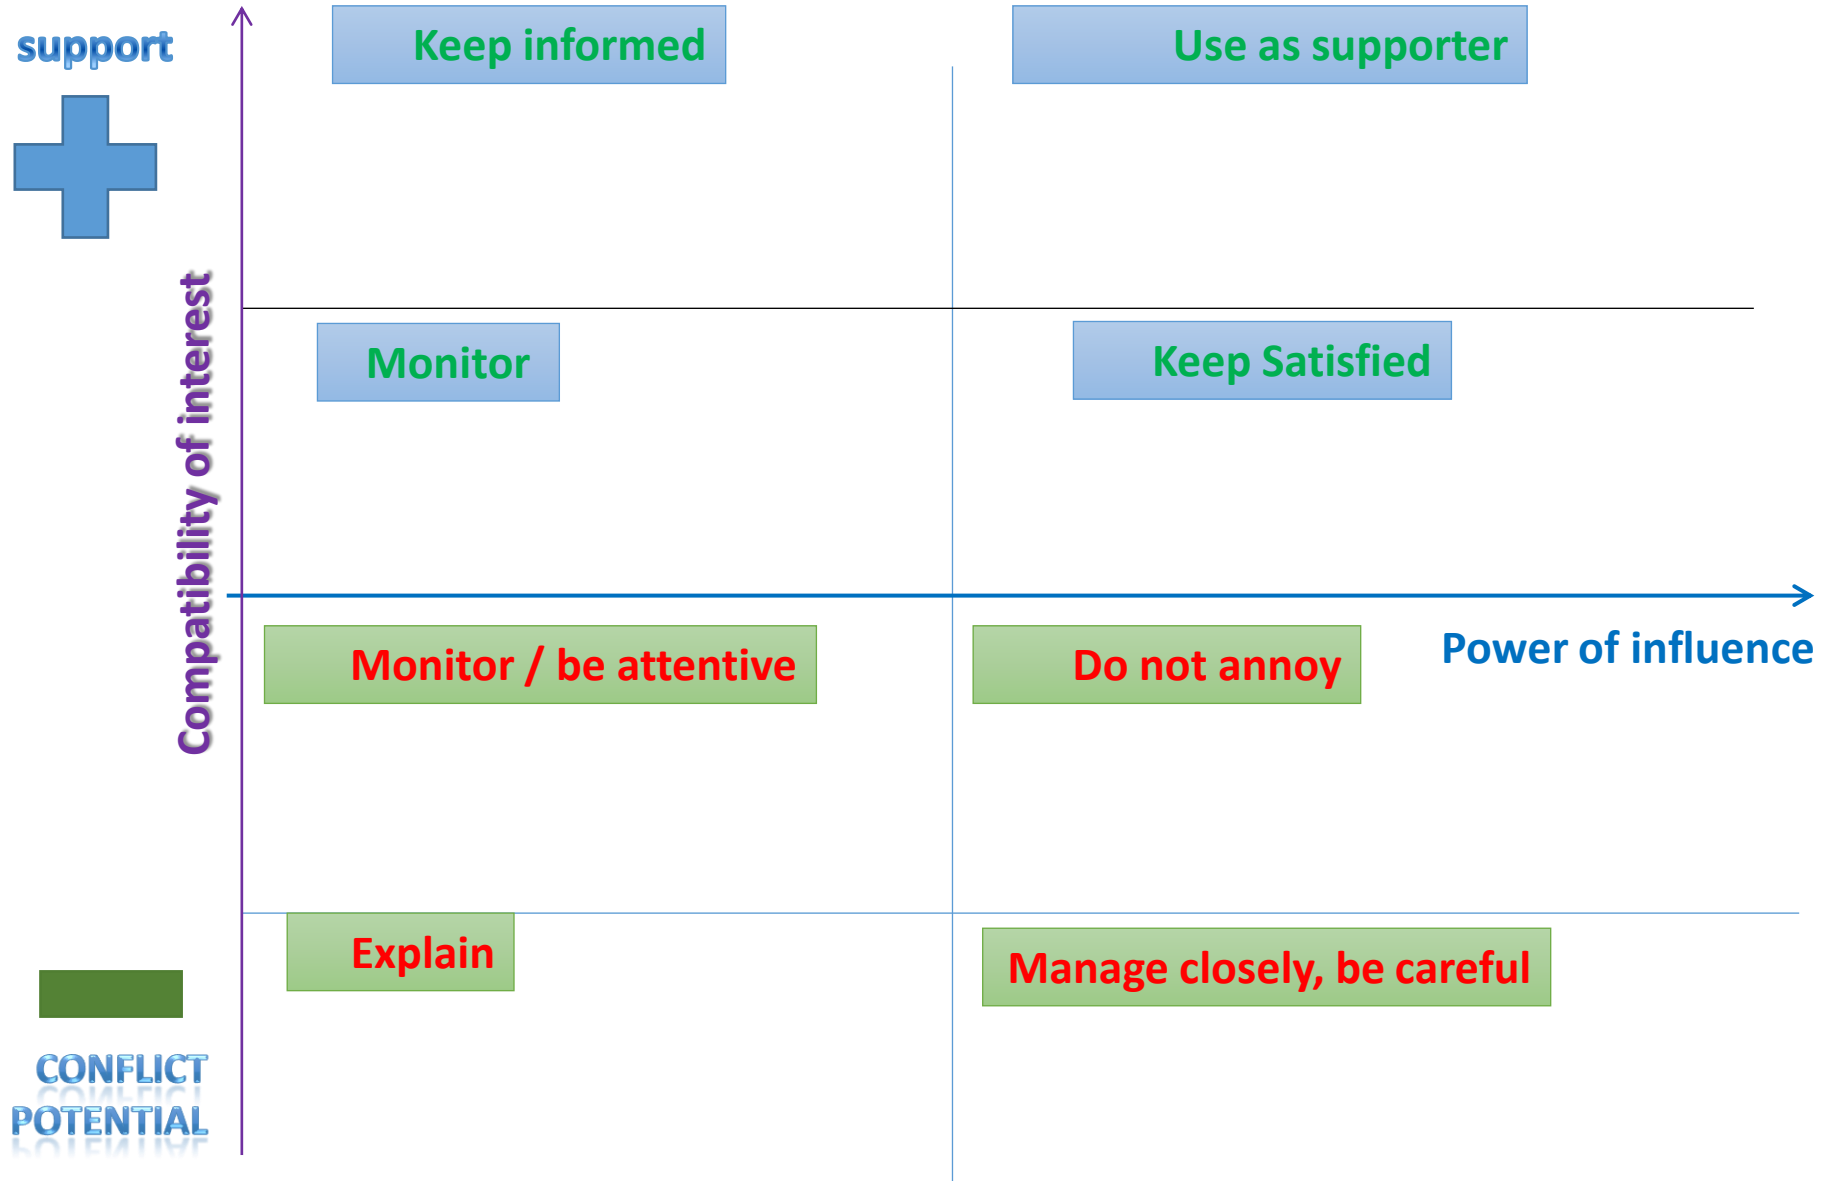 support
Keep informed
Use as supporter
Compatibility of interest
Monitor
Keep Satisfied
Monitor / be attentive
Do not annoy
Power of influence
Explain
Manage closely, be careful
CONFLICT
POTENTIAL